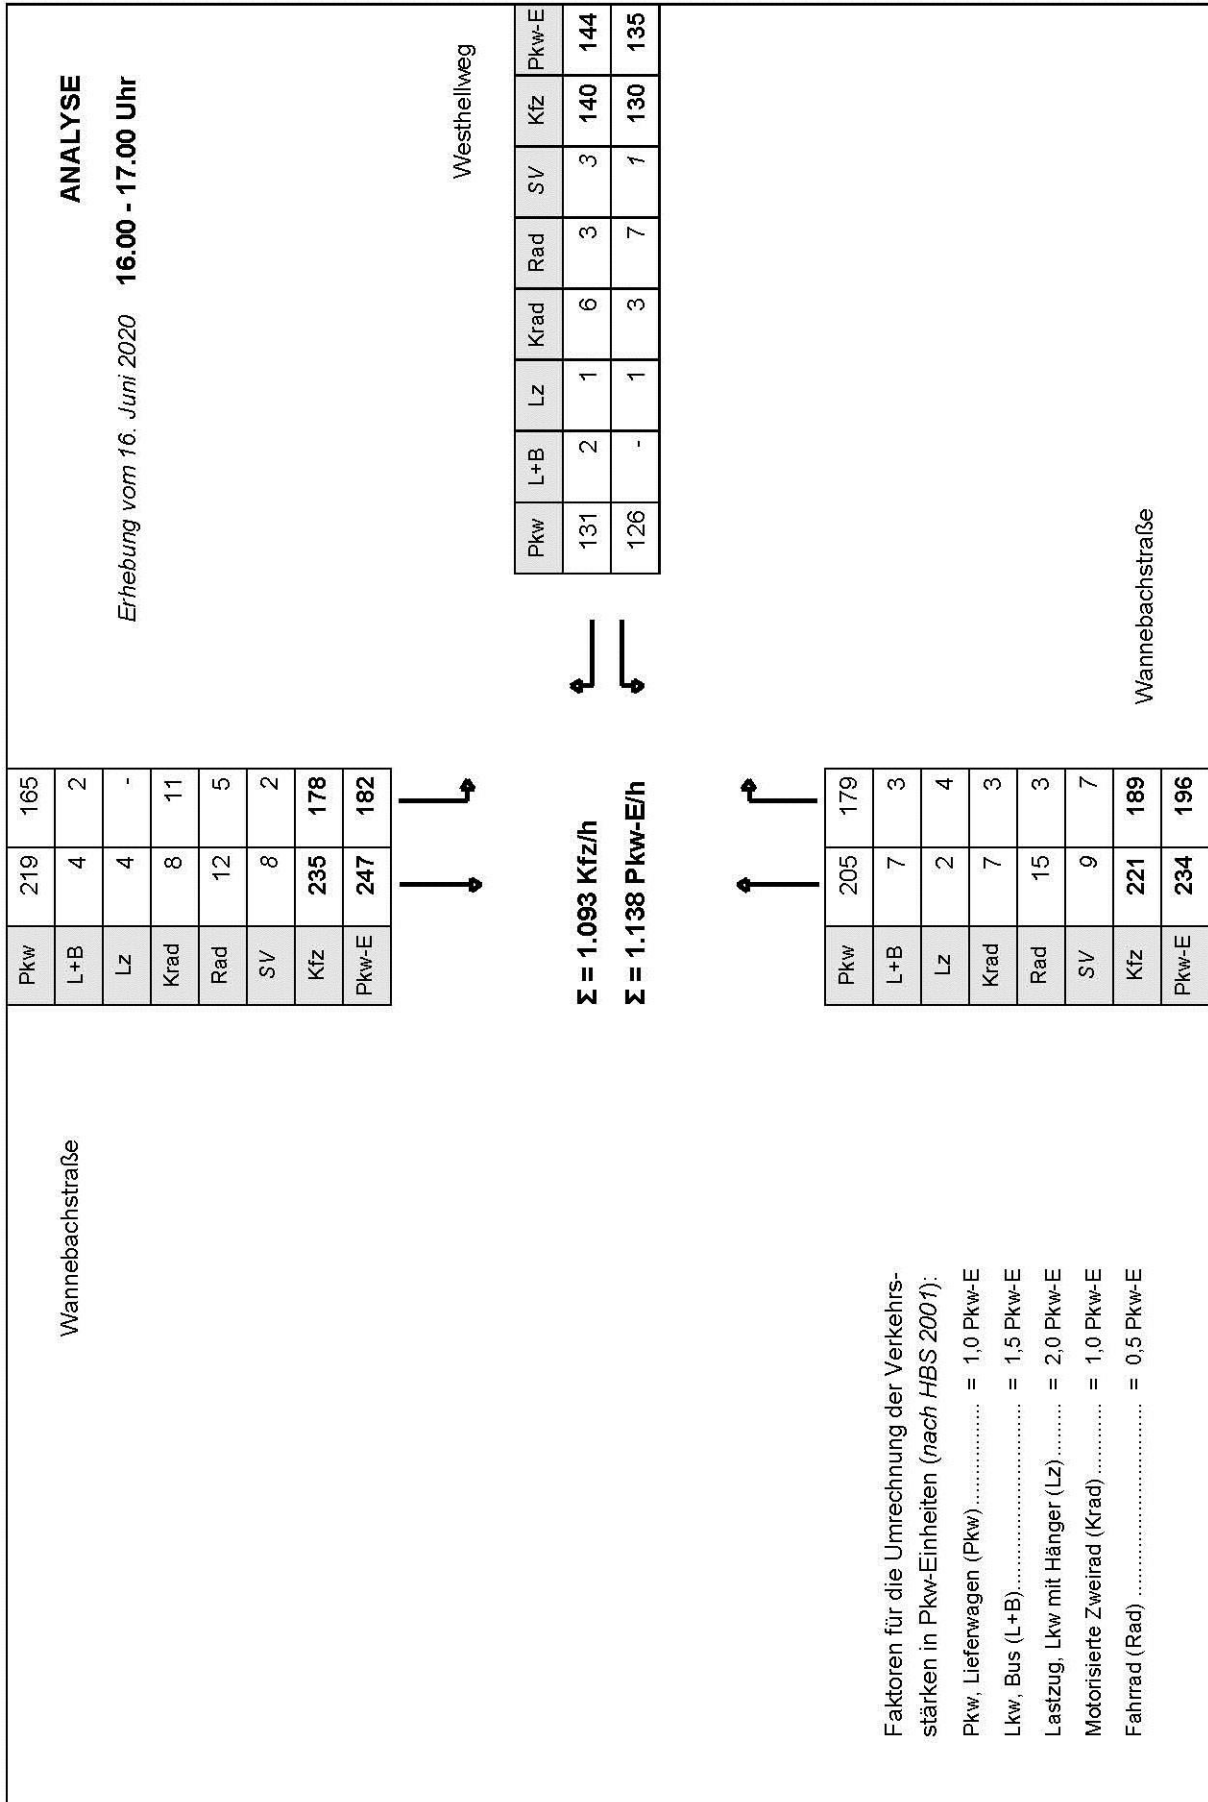 ANALYSE
Erhebung vom 16. Juni 2020 16.00 - 17.00 Uhr
Wannebachstraße
Pkw 219 165
L+B 4 2
Lz 4 -
Krad 8 11
Rad 12 5
SV 8 2
Kfz 235 178
Pkw-E 247 182
Westhellweg
Pkw L+B Lz Krad Rad SV Kfz Pkw-E
131 2 1 6 3 3 140 144
126 - 1 3 7 1 130 135
Σ = 1.093 Kfz/h
Σ = 1.138 Pkw-E/h
Pkw 205 179
L+B 7 3
Lz 2 4
Krad 7 3
Rad 15 3
SV 9 7
Kfz 221 189
Pkw-E 234 196
Wannebachstraße
Faktoren für die Umrechnung der Verkehrs-
stärken in Pkw-Einheiten (nach HBS 2001):
Pkw, Lieferwagen (Pkw)................. = 1,0 Pkw-E
Lkw, Bus (L+B)............................... = 1,5 Pkw-E
Lastzug, Lkw mit Hänger (Lz)......... = 2,0 Pkw-E
Motorisierte Zweirad (Krad)............ = 1,0 Pkw-E
Fahrrad (Rad) ................................ = 0,5 Pkw-E